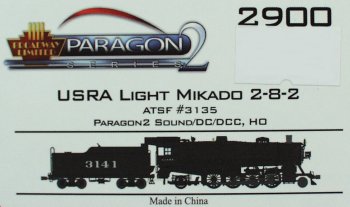 BROADWAY
LIMITED
PARAGON 2
SERIES
2900
USRA LIGHT MIKADO 2-8-2
ATSF #3135
PARAGON2 SOUND/DC/DCC, HO
3141
Made in China